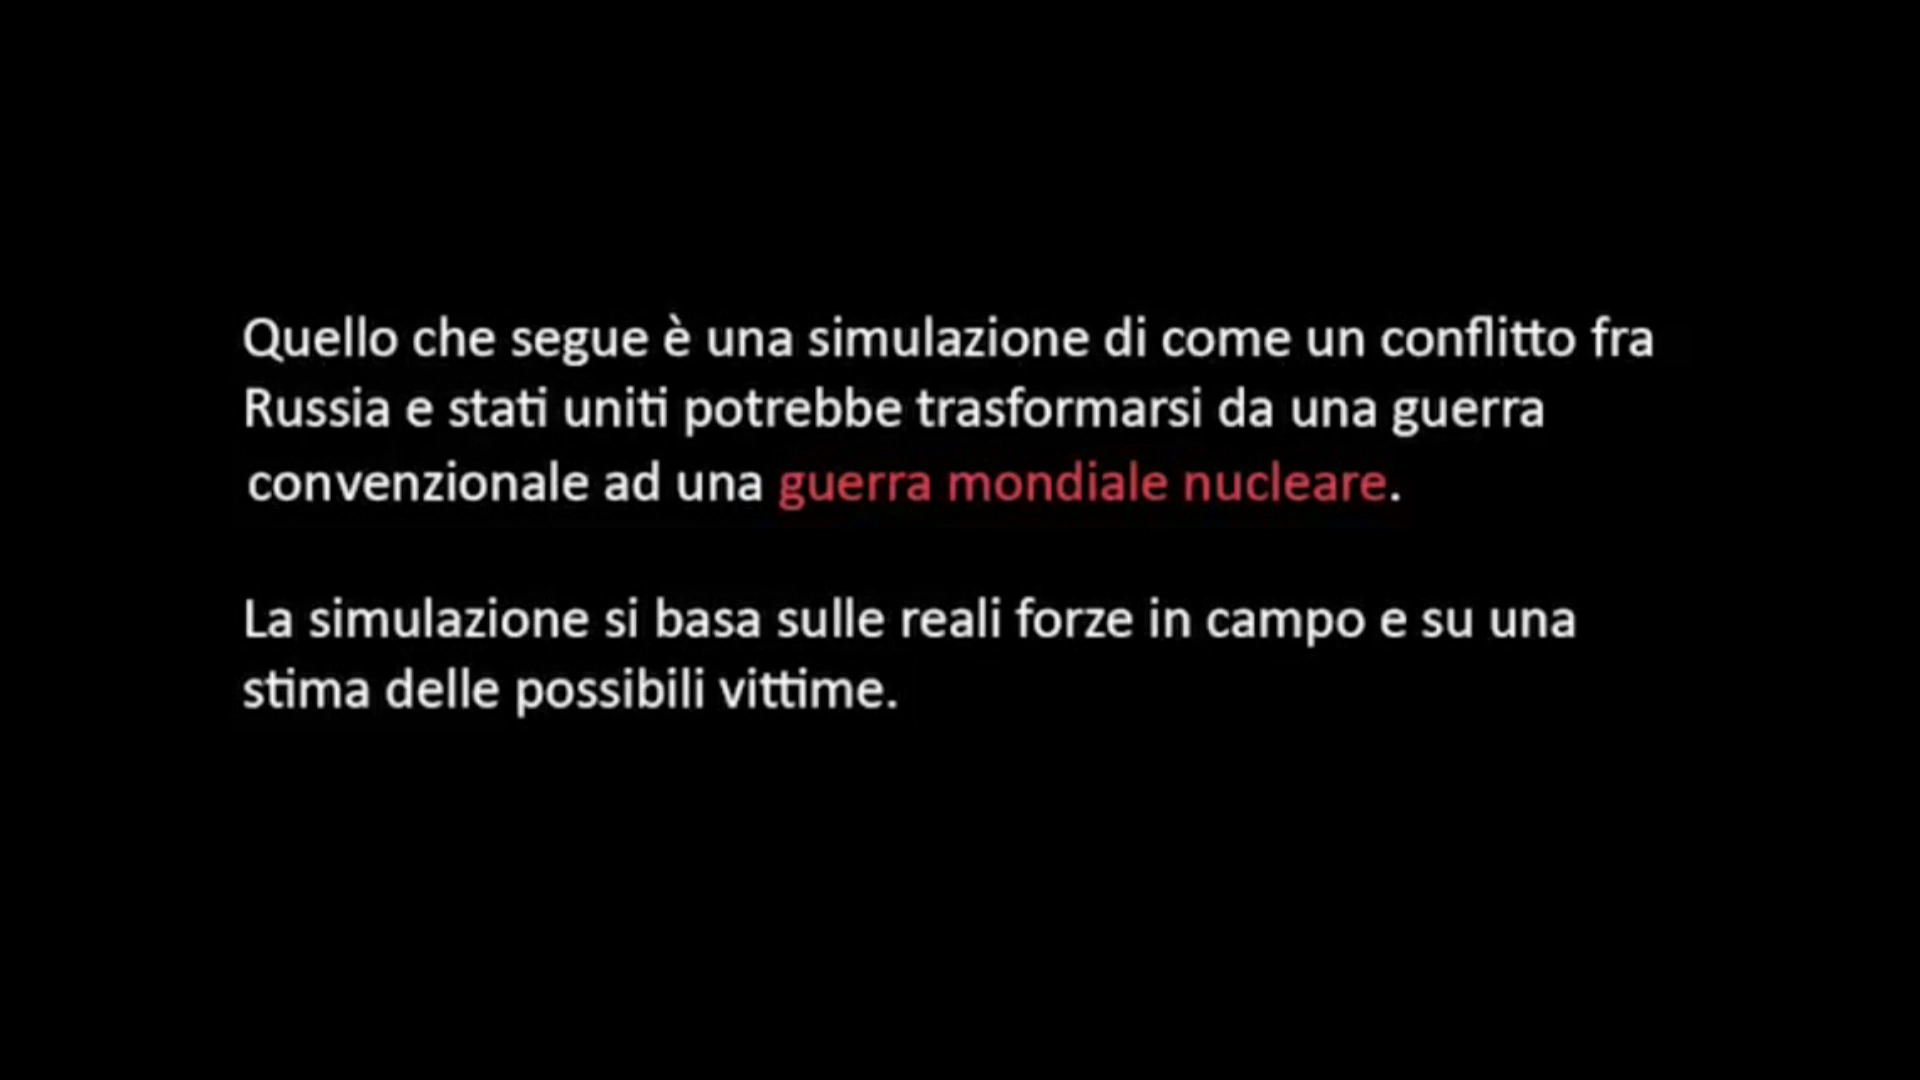 Quello che segue è una simulazione di come un conflitto fra
Russia e stati uniti potrebbe trasformarsi da una guerra
convenzionale ad una guerra mondiale nucleare.
La simulazione si basa sulle reali forze in campo e su una
stima delle possibili vittime.